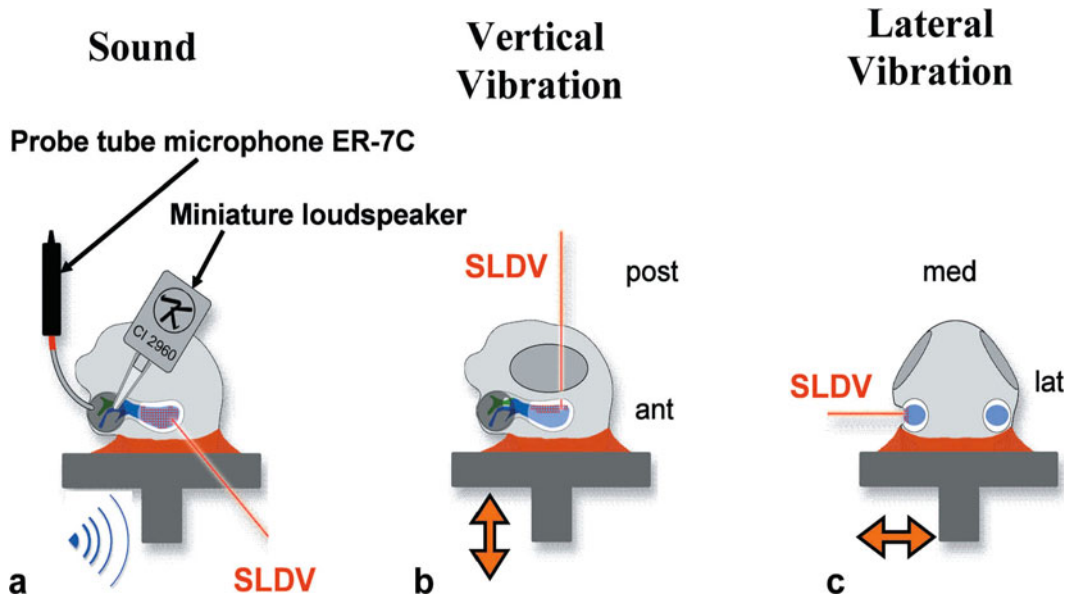 Sound
Vertical
Vibration
Lateral
Vibration
Probe tube microphone ER-7C
Miniature loudspeaker
CI 2960
SLDV
a
SLDV
post
ant
b
med
SLDV
lat
c